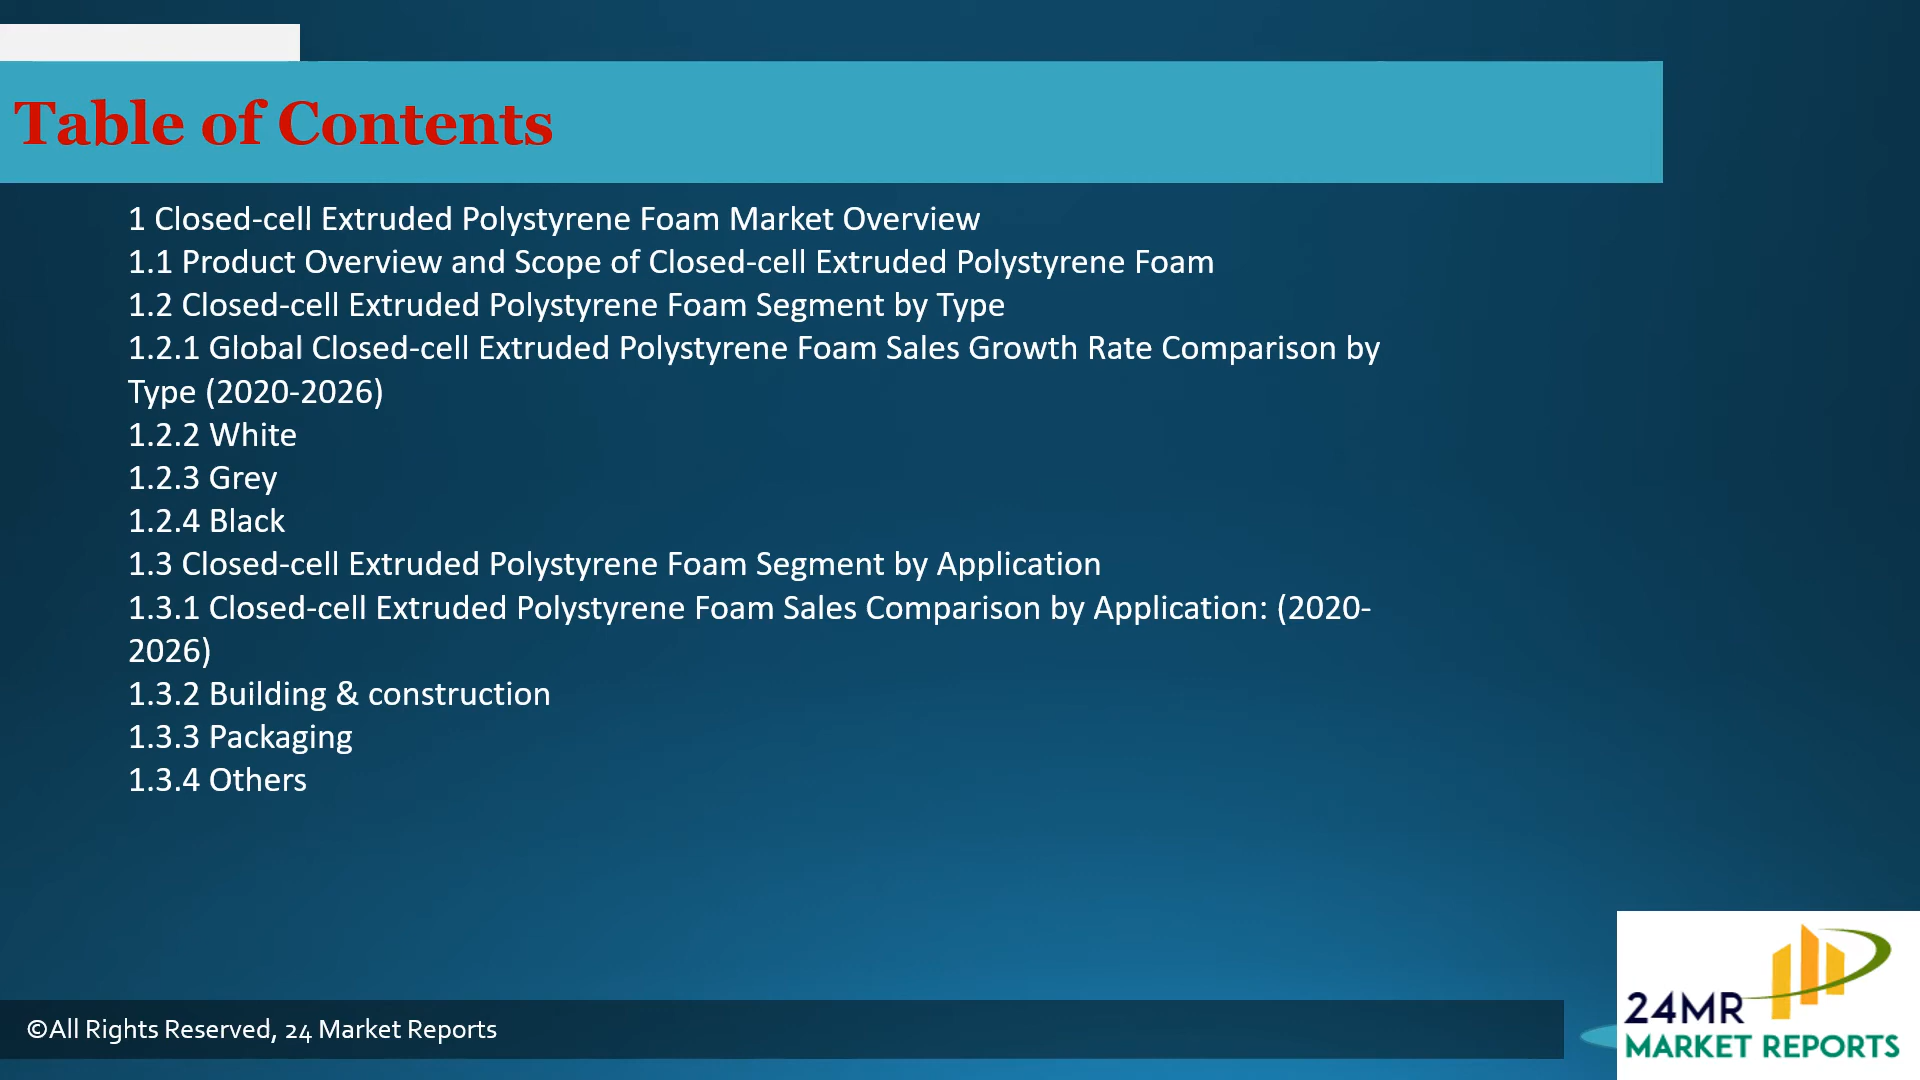 Table of Contents
1 Closed-cell Extruded Polystyrene Foam Market Overview
1.1 Product Overview and Scope of Closed-cell Extruded Polystyrene Foam
1.2 Closed-cell Extruded Polystyrene Foam Segment by Type
1.2.1 Global Closed-cell Extruded Polystyrene Foam Sales Growth Rate Comparison by
Type (2020-2026)
1.2.2 White
1.2.3 Grey
1.2.4 Black
1.3 Closed-cell Extruded Polystyrene Foam Segment by Application
1.3.1 Closed-cell Extruded Polystyrene Foam Sales Comparison by Application: (2020-
2026)
1.3.2 Building & construction
1.3.3 Packaging
1.3.4 Others
©All Rights Reserved, 24 Market Reports
24MR
MARKET REPORTS